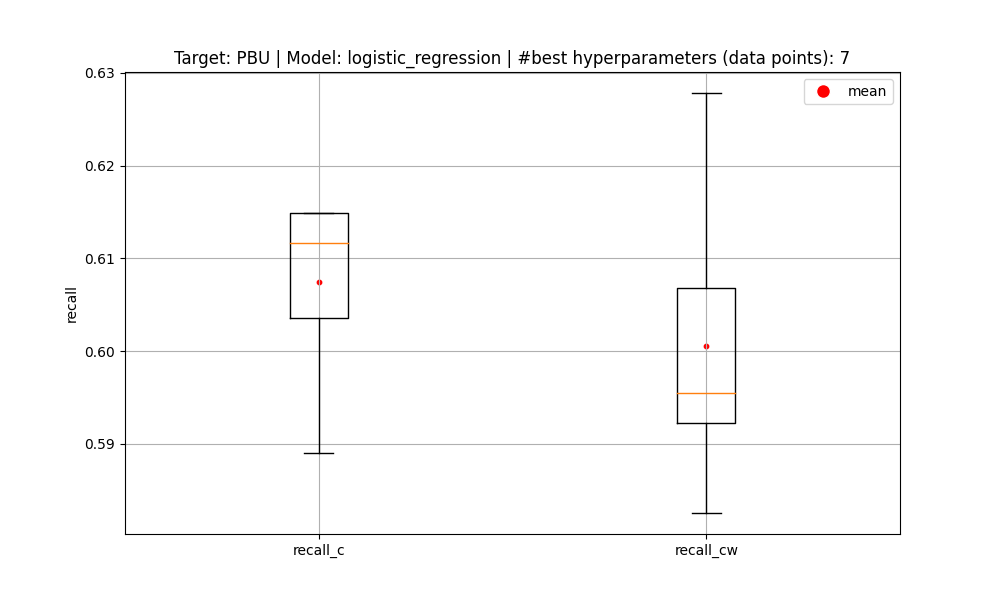 Target: PBU | Model: logistic_regression | #best hyperparameters (data points): 7
mean
0.63
0.62
0.61
0.60
0.59
recall
recall_c
recall_cw